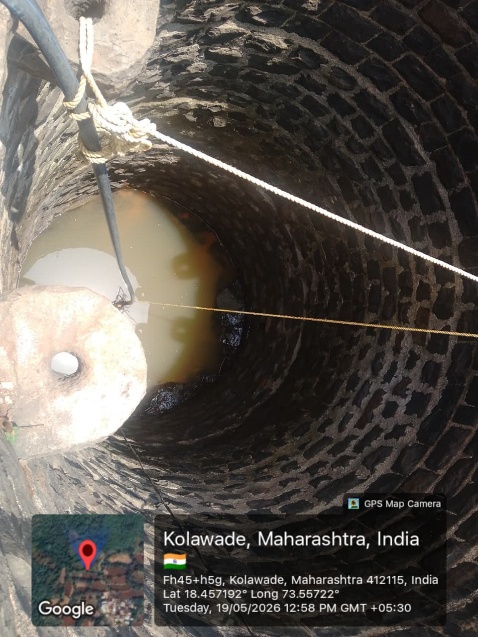 GPS Map Camera
Kolawade, Maharashtra, India
Fh45+h5g, Kolawade, Maharashtra 412115, India
Lat 18.457192° Long 73.55722°
Tuesday, 19/05/2026 12:58 PM GMT +05:30
Google